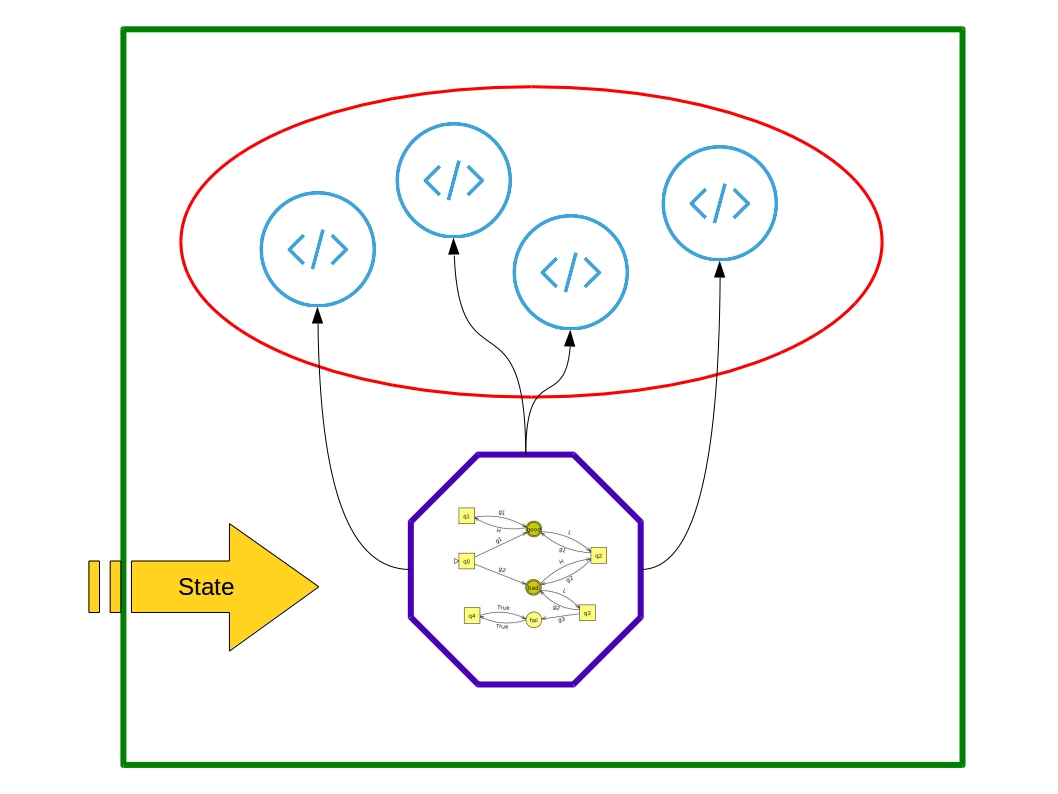 </>
</>
</>
</>
State
q1
g1
good
H
L
g1
g1
q2
q0
g2
H
g2
bad
L
g2
q3
q4
True
True
fail
g3